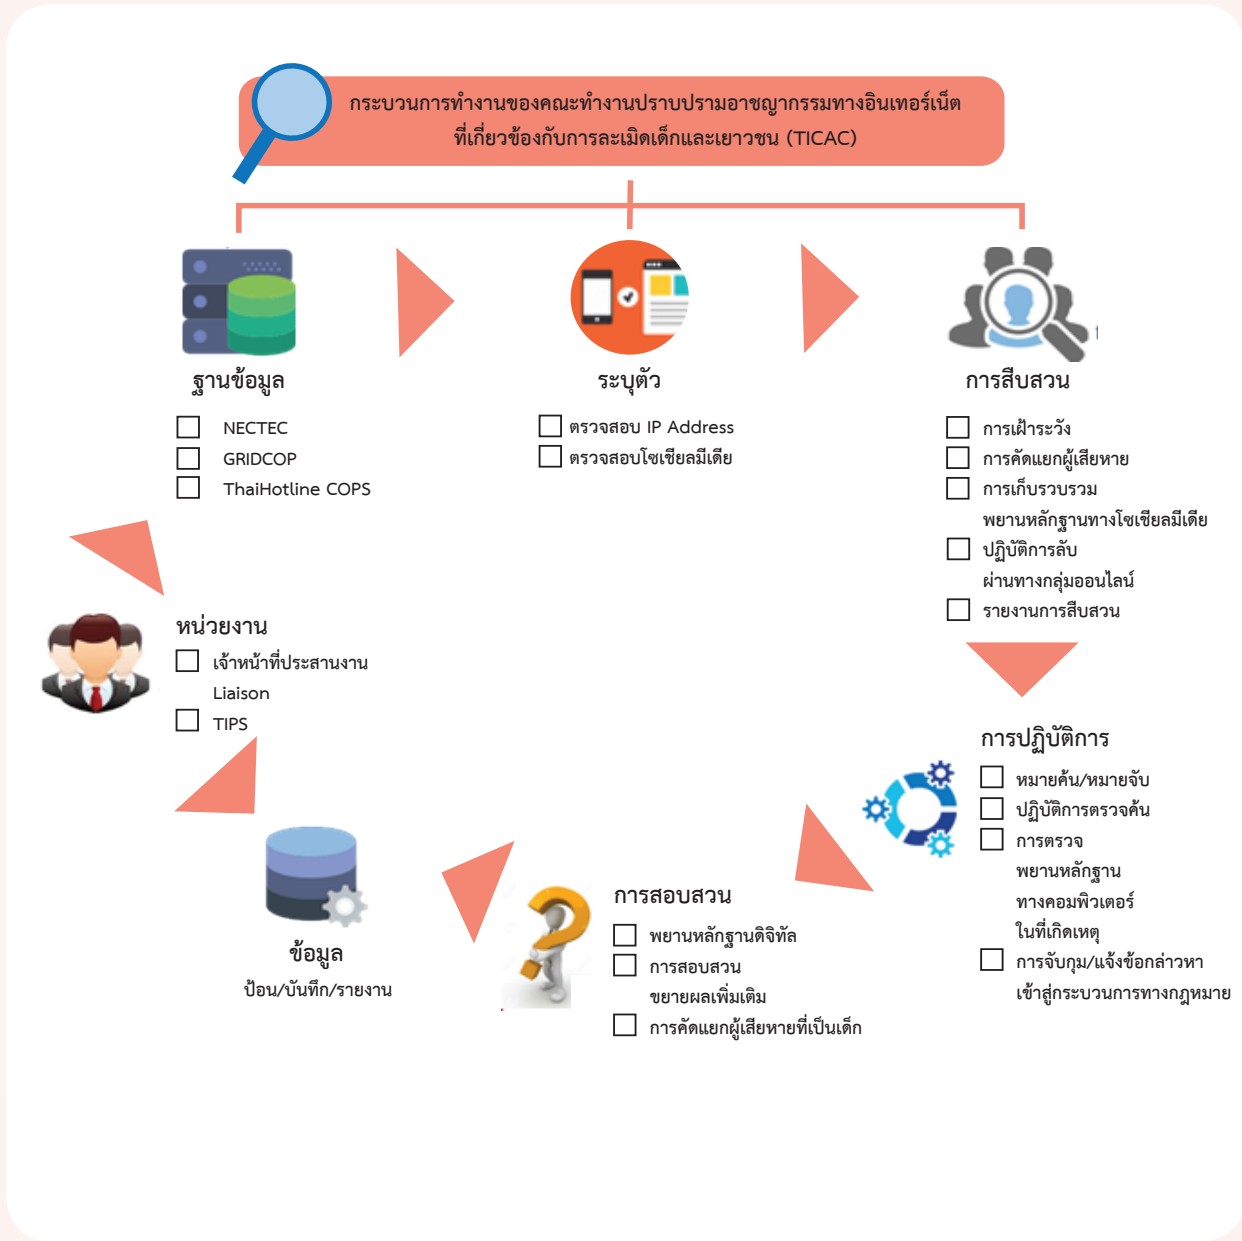 กระบวนการทำงานของคณะทำงานปราบปรามอาชญากรรมทางอินเทอร์เน็ต
ที่เกี่ยวข้องกับการละเมิดเด็กและเยาวชน (TICAC)
ฐานข้อมูล
NECTEC
GRIDCOP
ThaiHotline COPS
ระบุตัว
ตรวจสอบ IP Address
ตรวจสอบโซเชียลมีเดีย
การสืบสวน
การเฝ้าระวัง
การคัดแยกผู้เสียหาย
การเก็บรวบรวม
พยานหลักฐานทางโซเชียลมีเดีย
ปฏิบัติการลับ
ผ่านทางกลุ่มออนไลน์
รายงานการสืบสวน
การปฏิบัติการ
หมายค้น/หมายจับ
ปฏิบัติการตรวจค้น
การตรวจ
พยานหลักฐาน
ทางคอมพิวเตอร์
ในที่เกิดเหตุ
การจับกุม/แจ้งข้อกล่าวหา
เข้าสู่กระบวนการทางกฎหมาย
การสอบสวน
พยานหลักฐานดิจิทัล
การสอบสวน
ขยายผลเพิ่มเติม
การคัดแยกผู้เสียหายที่เป็นเด็ก
ข้อมูล
ป้อน/บันทึก/รายงาน
หน่วยงาน
เจ้าหน้าที่ประสานงาน
Liaison
TIPS